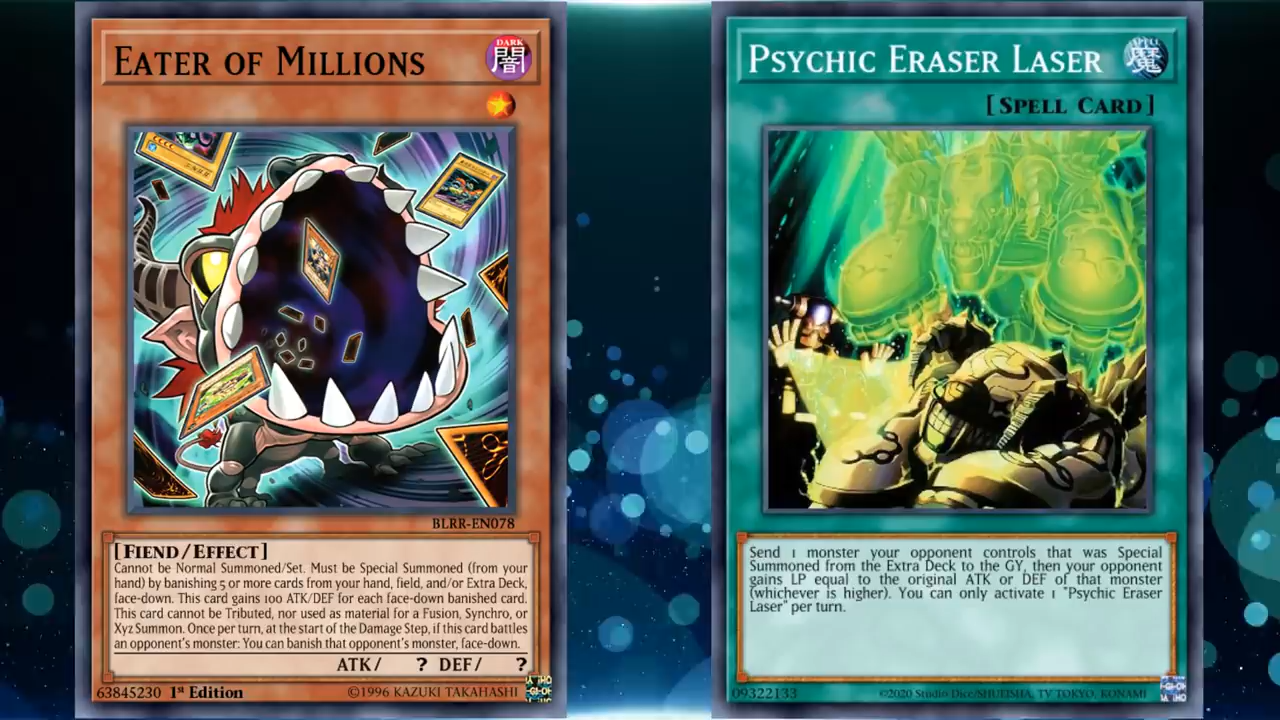 EATER OF MILLIONS
DARK
闇
BLRR-EN078
[FIEND/EFFECT]
Cannot be Normal Summoned/Set. Must be Special Summoned (from your
hand) by banishing 5 or more cards from your hand, field, and/or Extra Deck,
face-down. This card gains 100 ATK/DEF for each face-down banished card.
This card cannot be Tributed, nor used as material for a Fusion, Synchro, or
Xyz Summon. Once per turn, at the start of the Damage Step, if this card battles
an opponent's monster: You can banish that opponent's monster, face-down.
ATK/ ? DEF/ ?
63845230 1st Edition ©1996 KAZUKI TAKAHASHI
PSYCHIC ERASER LASER
SPELL
魔
[SPELL CARD]
Send 1 monster your opponent controls that was Special
Summoned from the Extra Deck to the GY, then your opponent
gains LP equal to the original ATK or DEF of that monster
(whichever is higher). You can only activate 1 "Psychic Eraser
Laser" per turn.
09322133 ©2020 Studio Dice/SHUEISHA, TV TOKYO, KONAMI